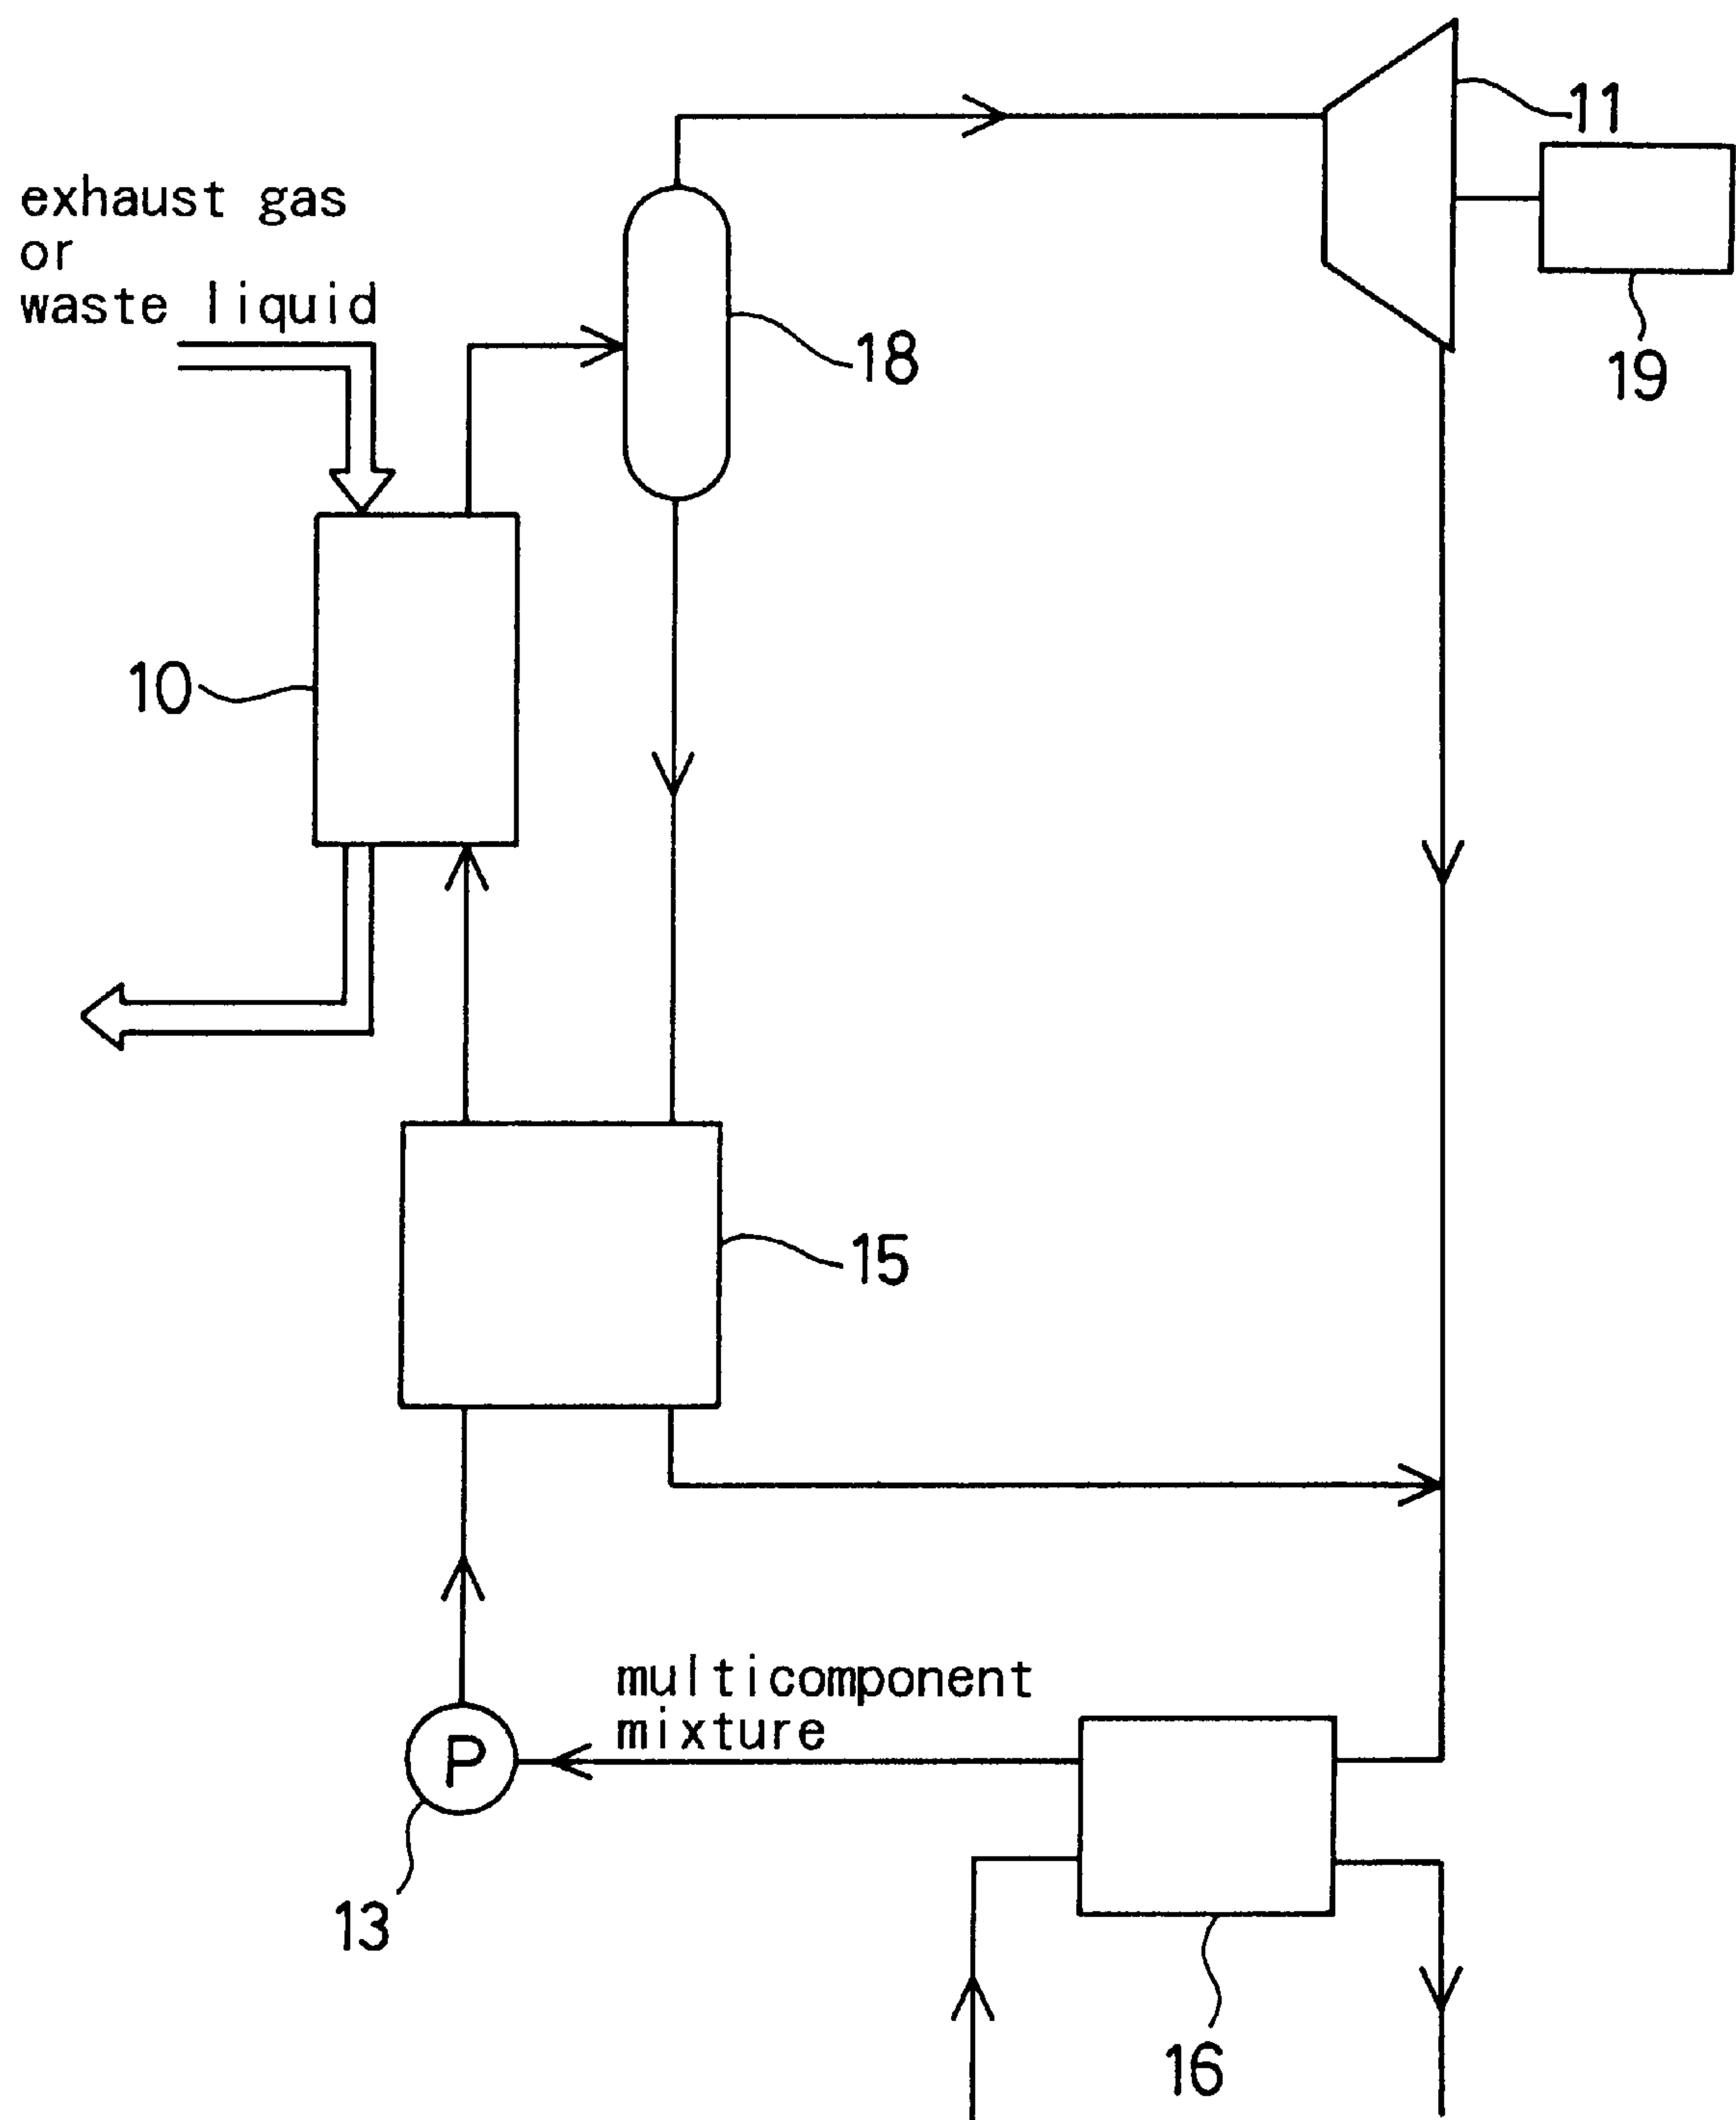 11
exhaust gas
or
waste liquid
18
19
10
15
multicomponent
mixture
P
13
16